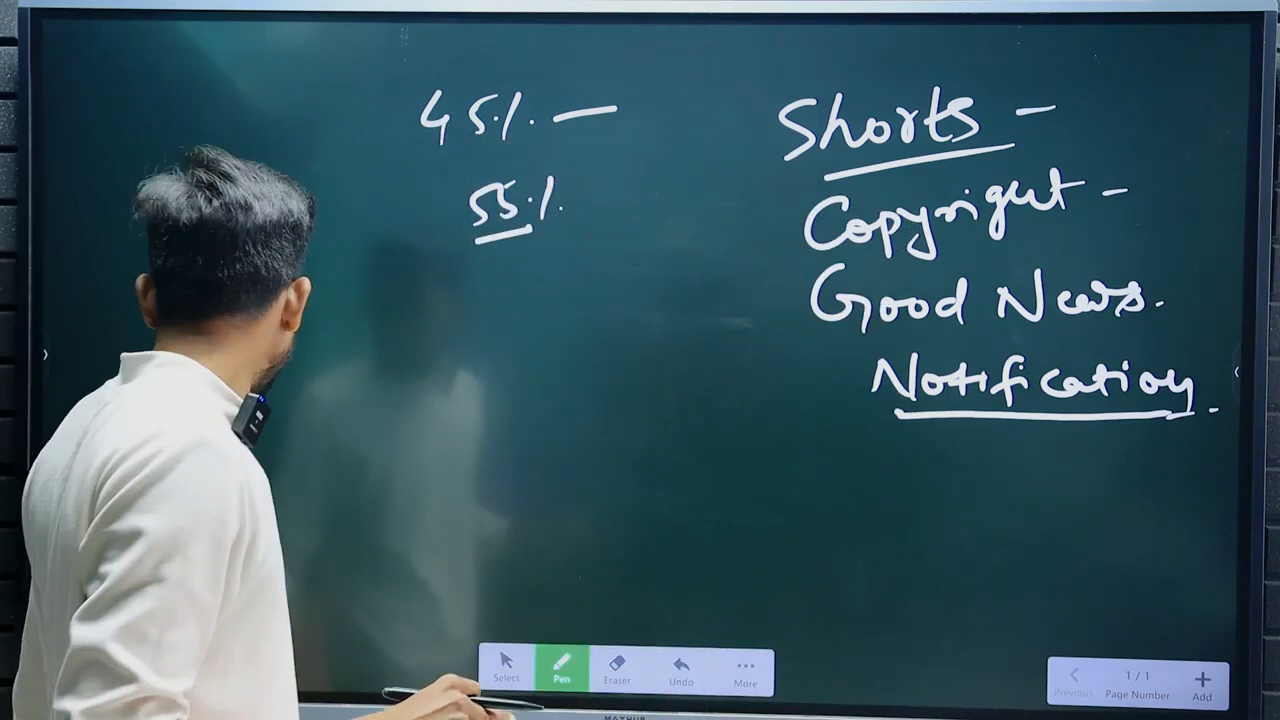 45% —
55%
Shorts -
Copyright -
Good News.
Notification.
Select
Pen
Eraser
Undo
More
Previous
1/1
Page Number
Add